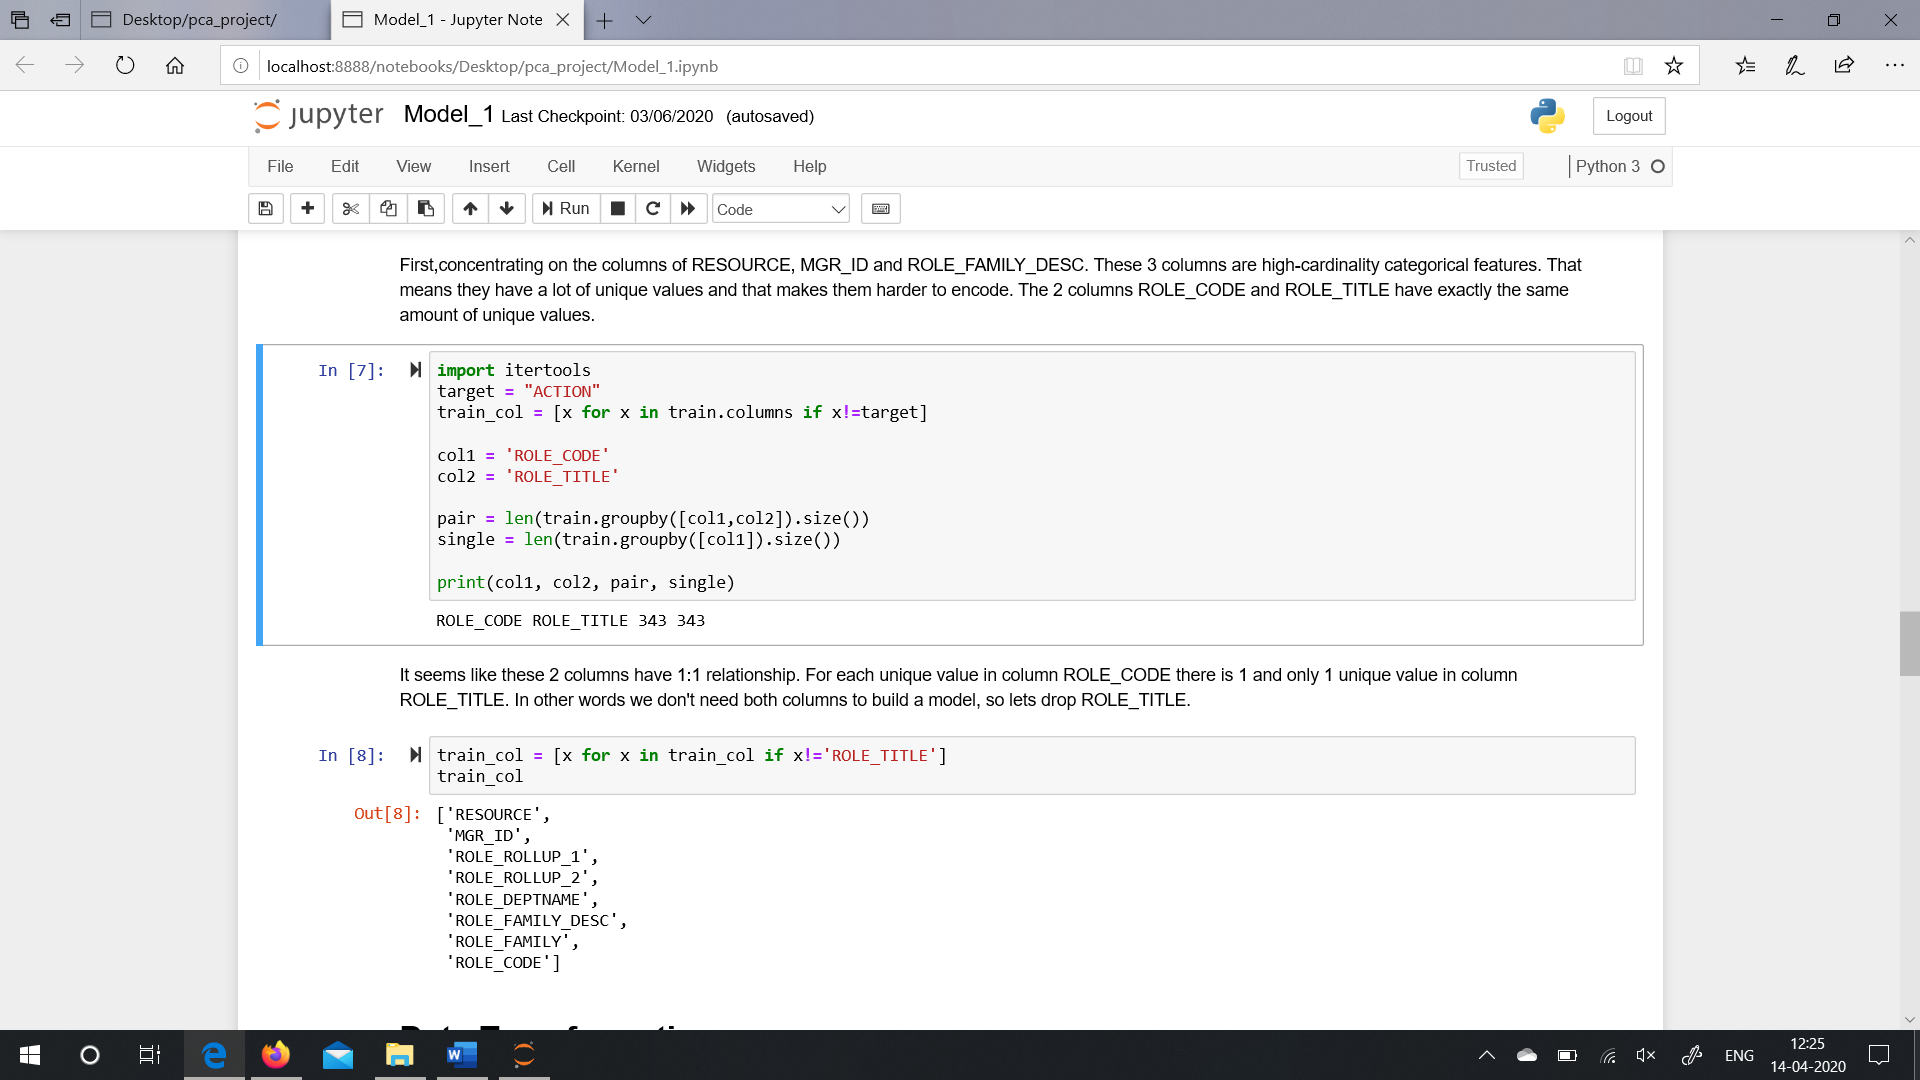 Desktop/pca_project/
Model_1 - Jupyter Note
localhost:8888/notebooks/Desktop/pca_project/Model_1.ipynb
jupyter Model_1 Last Checkpoint: 03/06/2020 (autosaved)
Logout
File Edit View Insert Cell Kernel Widgets Help
Trusted
Python 3
Run
Code
First,concentrating on the columns of RESOURCE, MGR_ID and ROLE_FAMILY_DESC. These 3 columns are high-cardinality categorical features. That
means they have a lot of unique values and that makes them harder to encode. The 2 columns ROLE_CODE and ROLE_TITLE have exactly the same
amount of unique values.
In [7]:
import itertools
target = "ACTION"
train_col = [x for x in train.columns if x!=target]
col1 = 'ROLE_CODE'
col2 = 'ROLE_TITLE'
pair = len(train.groupby([col1,col2]).size())
single = len(train.groupby([col1]).size())
print(col1, col2, pair, single)
ROLE_CODE ROLE_TITLE 343 343
It seems like these 2 columns have 1:1 relationship. For each unique value in column ROLE_CODE there is 1 and only 1 unique value in column
ROLE_TITLE. In other words we don't need both columns to build a model, so lets drop ROLE_TITLE.
In [8]:
train_col = [x for x in train_col if x!='ROLE_TITLE']
train_col
Out[8]:
['RESOURCE',
'MGR_ID',
'ROLE_ROLLUP_1',
'ROLE_ROLLUP_2',
'ROLE_DEPTNAME',
'ROLE_FAMILY_DESC',
'ROLE_FAMILY',
'ROLE_CODE']
ENG
12:25
14-04-2020